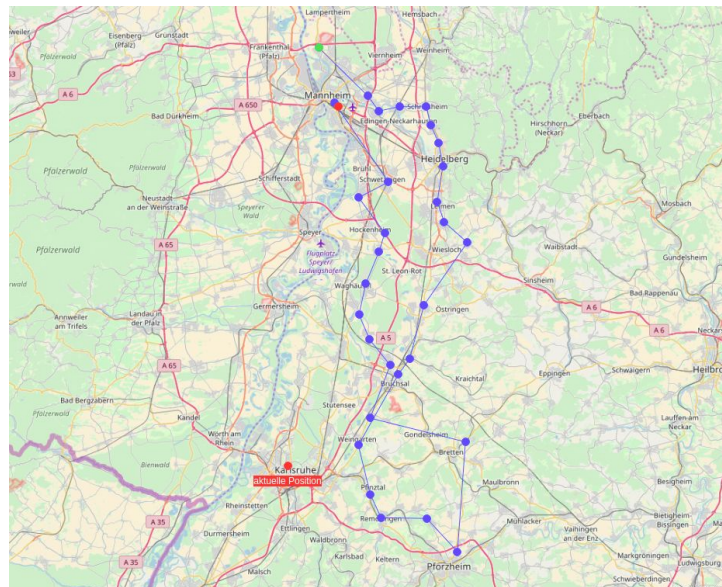 Lampertsheim
Hemsbach
Eisenberg
(Pfalz)
Grünstadt
Frankenthal
(Pfalz)
Viernheim
Weinheim
A 6
A 650
Mannheim
Bad Dürkheim
Edingen-Neckarhausen
Hirschhorn
(Neckar)
Eberbach
Pfälzerwald
Heidelberg
Brühl
Schwetzingen
Schifferstadt
Neustadt
an der Weinstraße
Speyerer
Wald
Leimen
Mosbach
A 65
Speyer
Hockenheim
Wiesloch
Waibstadt
Pfälzerwald
Flugplatz
Speyer/
Ludwigshafen
St. Leon-Rot
Gundelsheim
Sinsheim
Waghäus
Bad Rappenau
Germersheim
A 6
Östringen
Annweiler
am Trifels
Landau in
der Pfalz
A 6
Neckar
A 5
A 65
Heilbro
Bruchsal
Kraichtal
Eppingen
Schwaigern
Bad Bergzabern
Stutensee
Pfälzerwald
Kandel
Lauffen am
Neckar
Wörth am
Rhein
Weingarten
Gondelsheim
Bretten
Bienwald
Karlsruhe
aktuelle Position
Pfinztal
Maulbronn
Besigheim
Rheinstetten
A 35
Remchingen
Mühlacker
Bietigheim-
Bissingen
Ettlingen
Durmersheim
Waldbronn
Vaihingen
an der Enz
Karlsbad
Keltern
A 35
Pforzheim
Markgröningen
Malsch
Ludwigsburg
Schwieberdingen